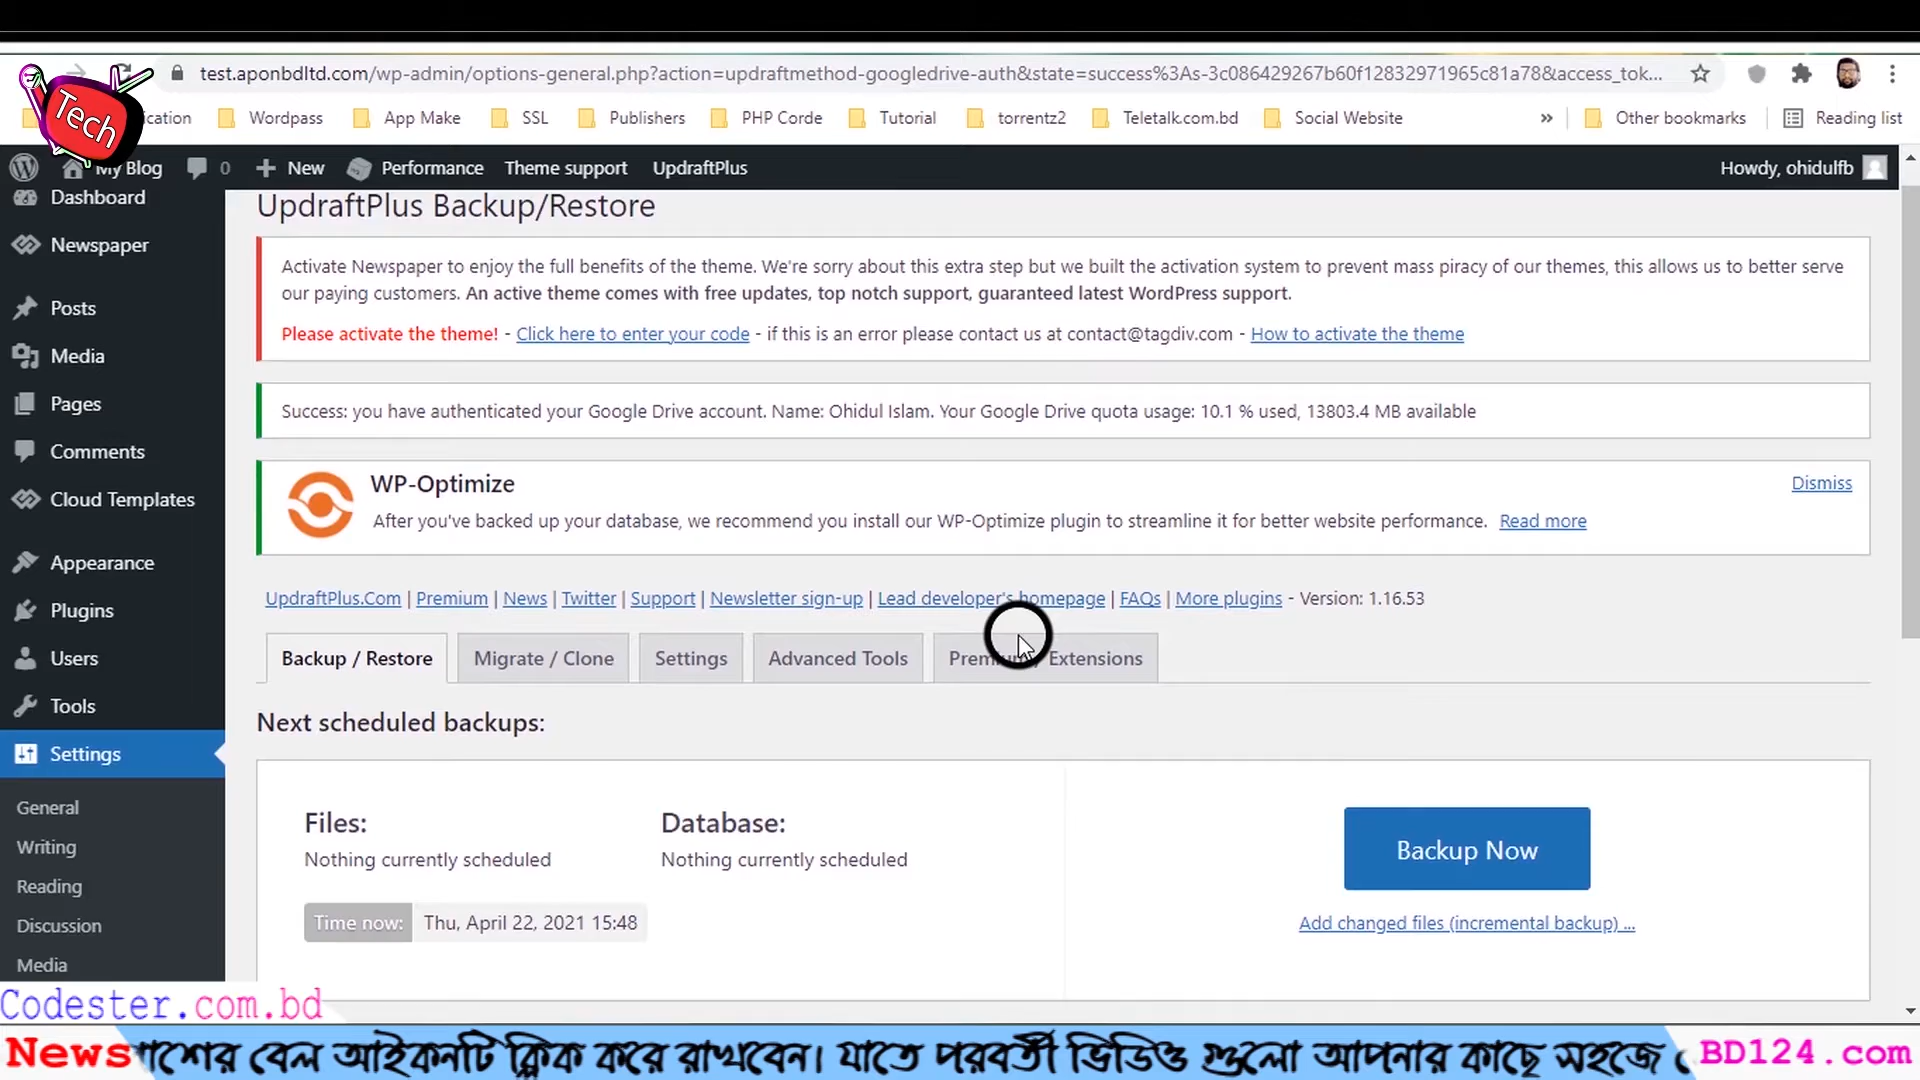 test.aponbdltd.com/wp-admin/options-general.php?action=updraftmethod-googledrive-auth&state=success%3As-3c086429267b60f12832971965c81a78&access_tok...
Tech
ication Wordpass App Make SSL Publishers PHP Corde Tutorial torrentz2 Teletalk.com.bd Social Website » Other bookmarks Reading list
My Blog 0 New Performance Theme support UpdraftPlus Howdy, ohidulfb
Dashboard
Newspaper
Posts
Media
Pages
Comments
Cloud Templates
Appearance
Plugins
Users
Tools
Settings
General
Writing
Reading
Discussion
Media
UpdraftPlus Backup/Restore
Activate Newspaper to enjoy the full benefits of the theme. We're sorry about this extra step but we built the activation system to prevent mass piracy of our themes, this allows us to better serve
our paying customers. An active theme comes with free updates, top notch support, guaranteed latest WordPress support.
Please activate the theme! - Click here to enter your code - if this is an error please contact us at contact@tagdiv.com - How to activate the theme
Success: you have authenticated your Google Drive account. Name: Ohidul Islam. Your Google Drive quota usage: 10.1 % used, 13803.4 MB available
WP-Optimize
Dismiss
After you've backed up your database, we recommend you install our WP-Optimize plugin to streamline it for better website performance. Read more
UpdraftPlus.Com | Premium | News | Twitter | Support | Newsletter sign-up | Lead developer's homepage | FAQs | More plugins - Version: 1.16.53
Backup / Restore Migrate / Clone Settings Advanced Tools Premium / Extensions
Next scheduled backups:
Files: Database:
Nothing currently scheduled Nothing currently scheduled
Time now: Thu, April 22, 2021 15:48
Backup Now
Add changed files (incremental backup) ...
Codester.com.bd
News পাশের বেল আইকনটি ক্লিক করে রাখবেন। যাতে পরবর্তী ভিডিও গুলো আপনার কাছে সহজে BD124.com